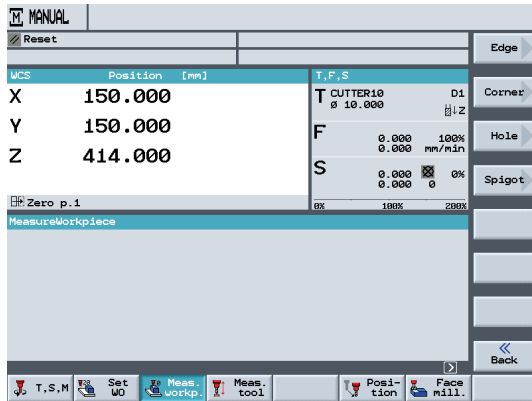 M MANUAL
Reset
Edge
WCS Position [mm] T,F,S
X 150.000
Y 150.000
Z 414.000
T CUTTER10 D1
ø 10.000 ↓Z
F 0.000 100%
0.000 mm/min
S 0.000 0%
0.000 0
0% 100% 200%
Corner
Hole
Spigot
Zero p.1
MeasureWorkpiece
«
Back
T,S,M
Set
WO
Meas.
workp.
Meas.
tool
Posi-
tion
Face
mill.